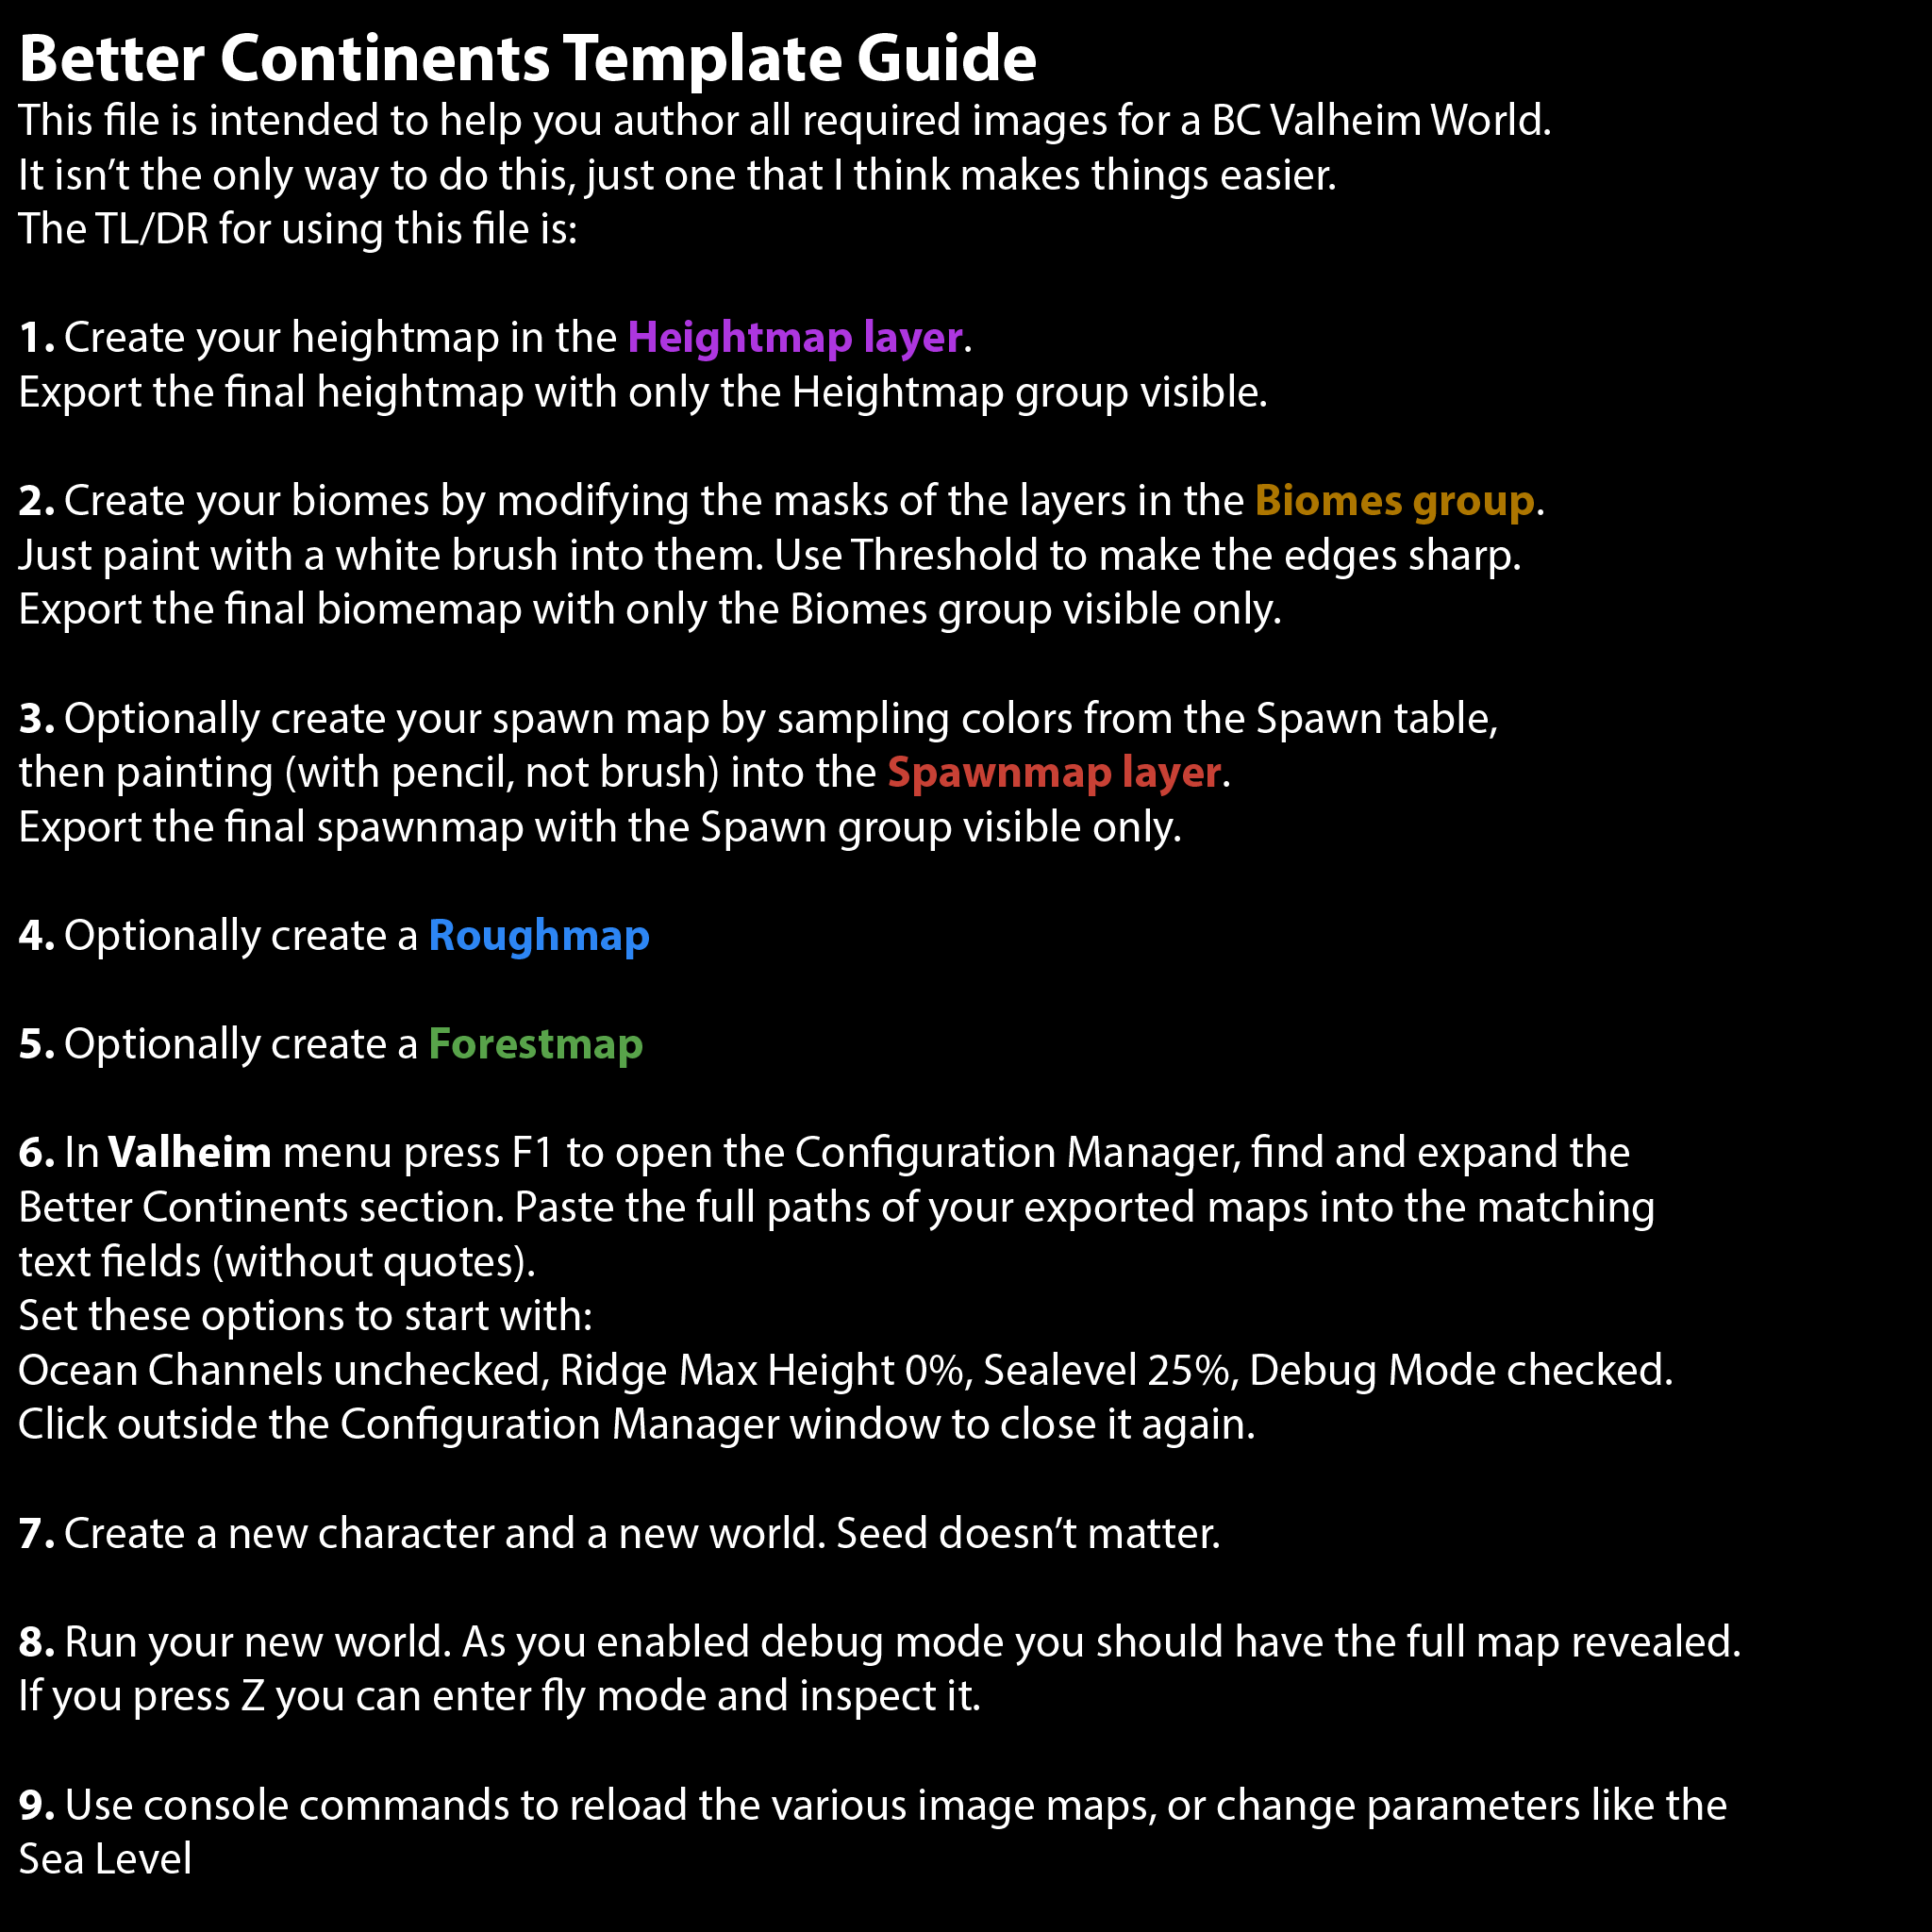 Better Continents Template Guide
This file is intended to help you author all required images for a BC Valheim World.
It isn’t the only way to do this, just one that I think makes things easier.
The TL/DR for using this file is:
1. Create your heightmap in the Heightmap layer.
Export the final heightmap with only the Heightmap group visible.
2. Create your biomes by modifying the masks of the layers in the Biomes group.
Just paint with a white brush into them. Use Threshold to make the edges sharp.
Export the final biomemap with only the Biomes group visible only.
3. Optionally create your spawn map by sampling colors from the Spawn table,
then painting (with pencil, not brush) into the Spawnmap layer.
Export the final spawnmap with the Spawn group visible only.
4. Optionally create a Roughmap
5. Optionally create a Forestmap
6. In Valheim menu press F1 to open the Configuration Manager, find and expand the
Better Continents section. Paste the full paths of your exported maps into the matching
text fields (without quotes).
Set these options to start with:
Ocean Channels unchecked, Ridge Max Height 0%, Sealevel 25%, Debug Mode checked.
Click outside the Configuration Manager window to close it again.
7. Create a new character and a new world. Seed doesn’t matter.
8. Run your new world. As you enabled debug mode you should have the full map revealed.
If you press Z you can enter fly mode and inspect it.
9. Use console commands to reload the various image maps, or change parameters like the
Sea Level